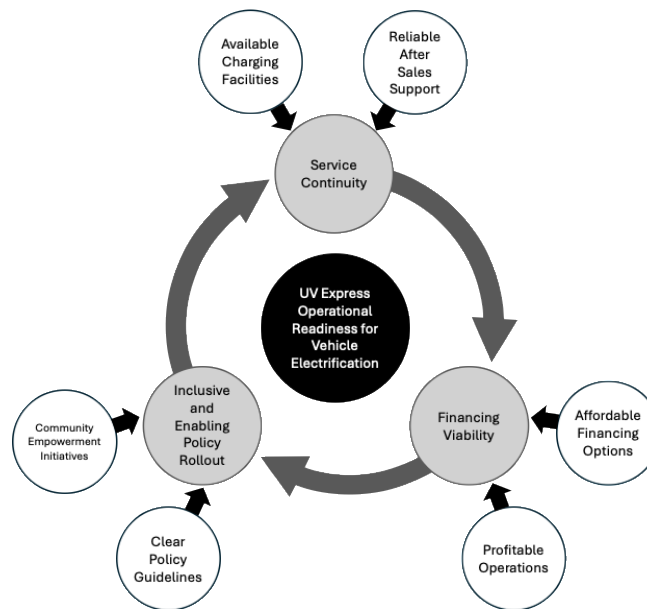 Available
Charging
Facilities
Reliable
After
Sales
Support
Service
Continuity
UV Express
Operational
Readiness for
Vehicle
Electrification
Inclusive
and
Enabling
Policy
Rollout
Financing
Viability
Community
Empowerment
Initiatives
Affordable
Financing
Options
Clear
Policy
Guidelines
Profitable
Operations